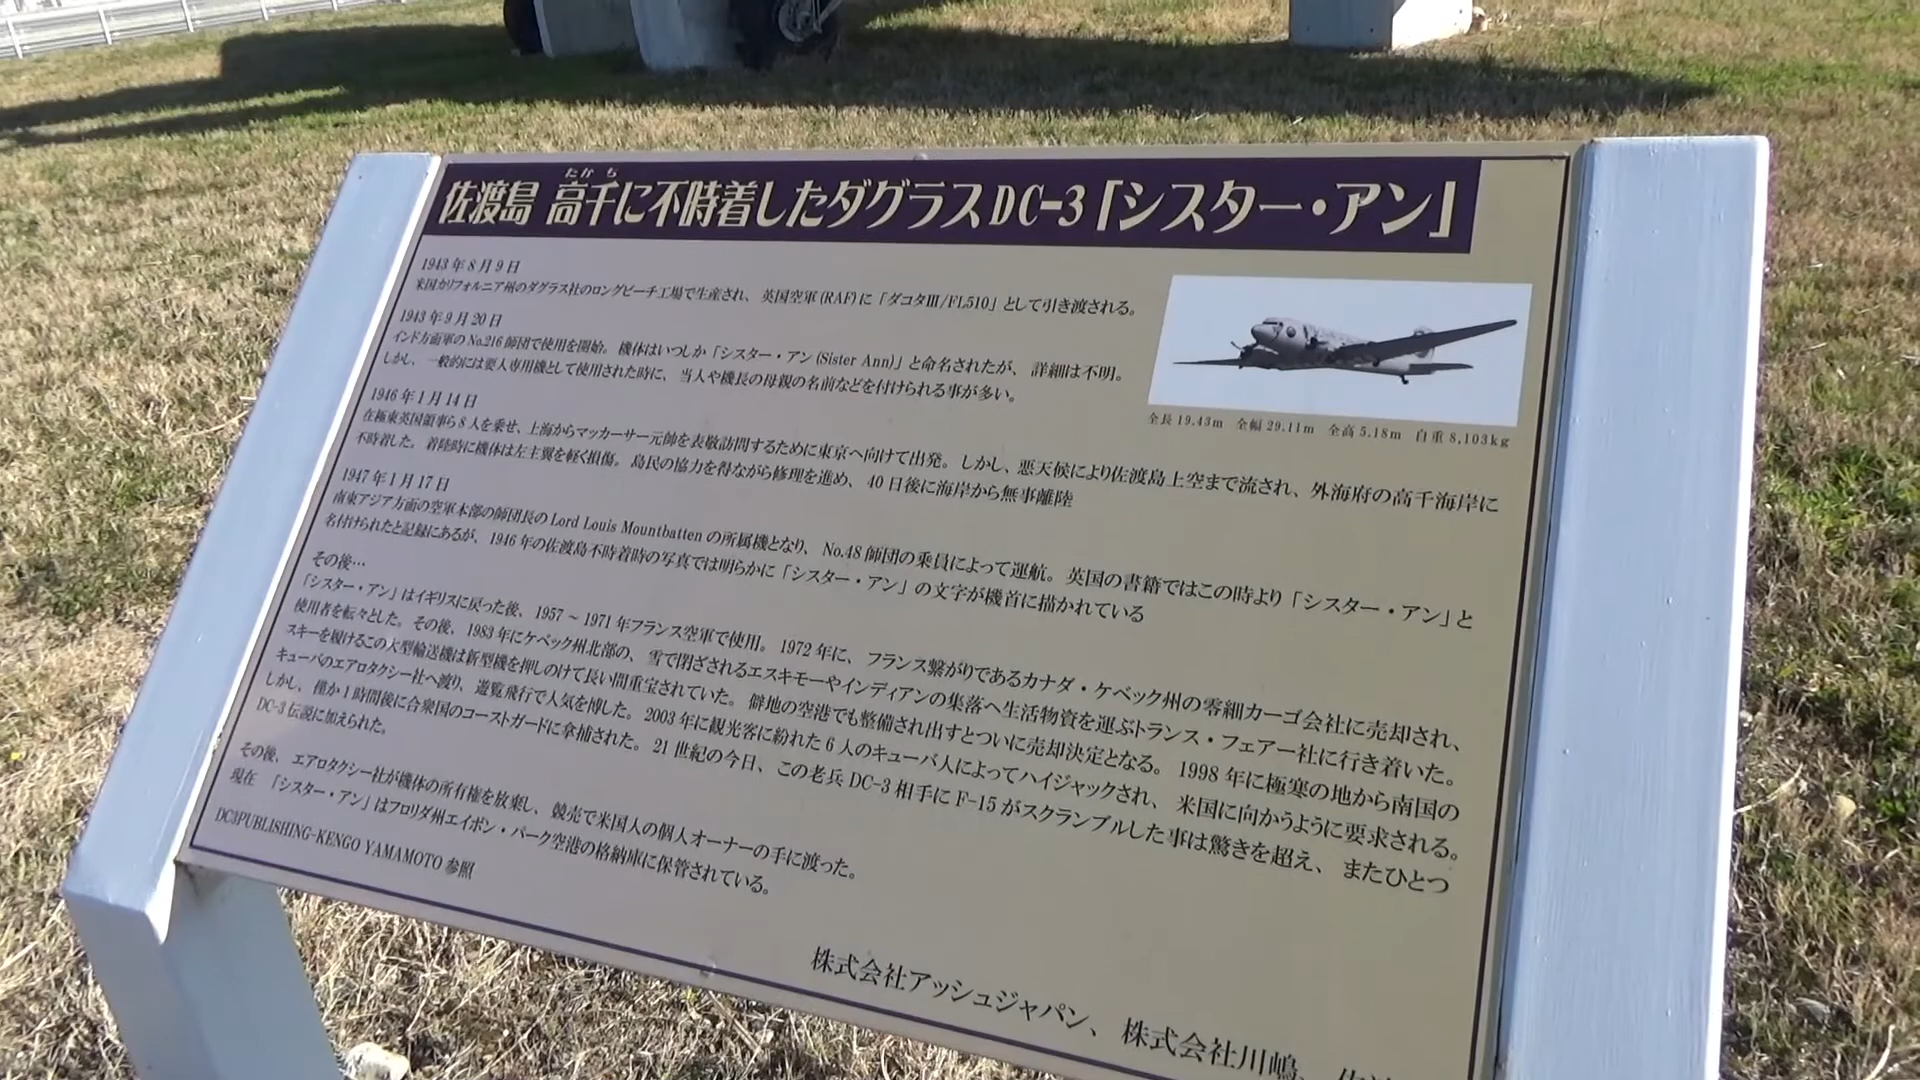 たかち
佐渡島 高千に不時着したダグラスDC-3「シスター・アン」
1943年8月9日
米国カリフォルニア州のダグラス社のロングビーチ工場で生産され、英国空軍(RAF)に「ダコタⅢ/FL510」として引き渡される。
1943年9月20日
インド方面軍のNo.216師団で使用を開始。機体はいつしか「シスター・アン(Sister Ann)」と命名されたが、詳細は不明。
しかし、一般的には要人専用機として使用された時に、当人や機長の母親の名前などを付けられる事が多い。
全長19.43m 全幅29.11m 全高5.18m 自重8,103kg
1946年1月14日
在極東英国領事ら8人を乗せ、上海からマッカーサー元帥を表敬訪問するために東京へ向けて出発。しかし、悪天候により佐渡島上空まで流され、外海府の高千海岸に
不時着した。着陸時に機体は左主翼を軽く損傷。島民の協力を得ながら修理を進め、40日後に海岸から無事離陸
1947年1月17日
南東アジア方面の空軍本部の師団長のLord Louis Mountbattenの所属機となり、No.48師団の乗員によって運航。英国の書籍ではこの時より「シスター・アン」と
名付けられたと記録にあるが、1946年の佐渡島不時着時の写真では明らかに「シスター・アン」の文字が機首に描かれている
その後…
「シスター・アン」はイギリスに戻った後、1957～1971年フランス空軍で使用。1972年に、フランス繋がりであるカナダ・ケベック州の零細カーゴ会社に売却され、
使用者を転々とした。その後、1983年にケベック州北部の、雪で閉ざされるエスキモーやインディアンの集落へ生活物資を運ぶトランス・フェアー社に行き着いた。
スキーを履けるこの大型輸送機は新型機を押しのけて長い間重宝されていた。僻地の空港でも整備され出すとついに売却決定となる。1998年に極寒の地から南国の
キューバのエアロタクシー社へ渡り、遊覧飛行で人気を博した。2003年に観光客に紛れた6人のキューバ人によってハイジャックされ、米国に向かうように要求される。
しかし、僅か1時間後に合衆国のコーストガードに拿捕された。21世紀の今日、この老兵DC-3相手にF-15がスクランブルした事は驚きを超え、またひとつ
DC-3伝説に加えられた。
その後、エアロタクシー社が機体の所有権を放棄し、競売で米国人の個人オーナーの手に渡った。
現在 「シスター・アン」はフロリダ州エイボン・パーク空港の格納庫に保管されている。
DC3PUBLISHING-KENGO YAMAMOTO 参照
株式会社アッシュジャパン、株式会社川嶋、